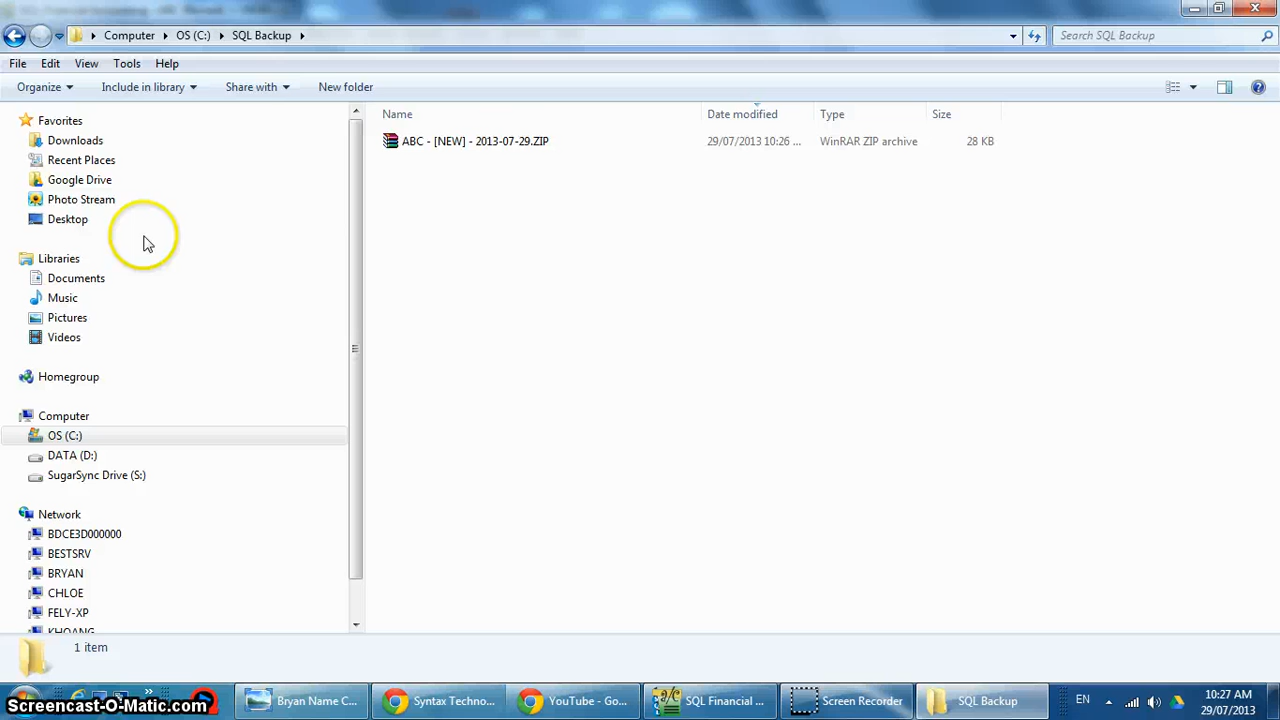 Computer OS (C:) SQL Backup Search SQL Backup
File Edit View Tools Help
Organize Include in library Share with New folder
Name Date modified Type Size
ABC - [NEW] - 2013-07-29.ZIP 29/07/2013 10:26 ... WinRAR ZIP archive 28 KB
Favorites
Downloads
Recent Places
Google Drive
Photo Stream
Desktop
Libraries
Documents
Music
Pictures
Videos
Homegroup
Computer
OS (C:)
DATA (D:)
SugarSync Drive (S:)
Network
BDCE3D000000
BESTSRV
BRYAN
CHLOE
FELY-XP
KHOANG
1 item
Bryan Name C... Syntax Techno... YouTube - Go... SQL Financial ... Screen Recorder SQL Backup EN 10:27 AM
29/07/2013
Screencast-O-Matic.com